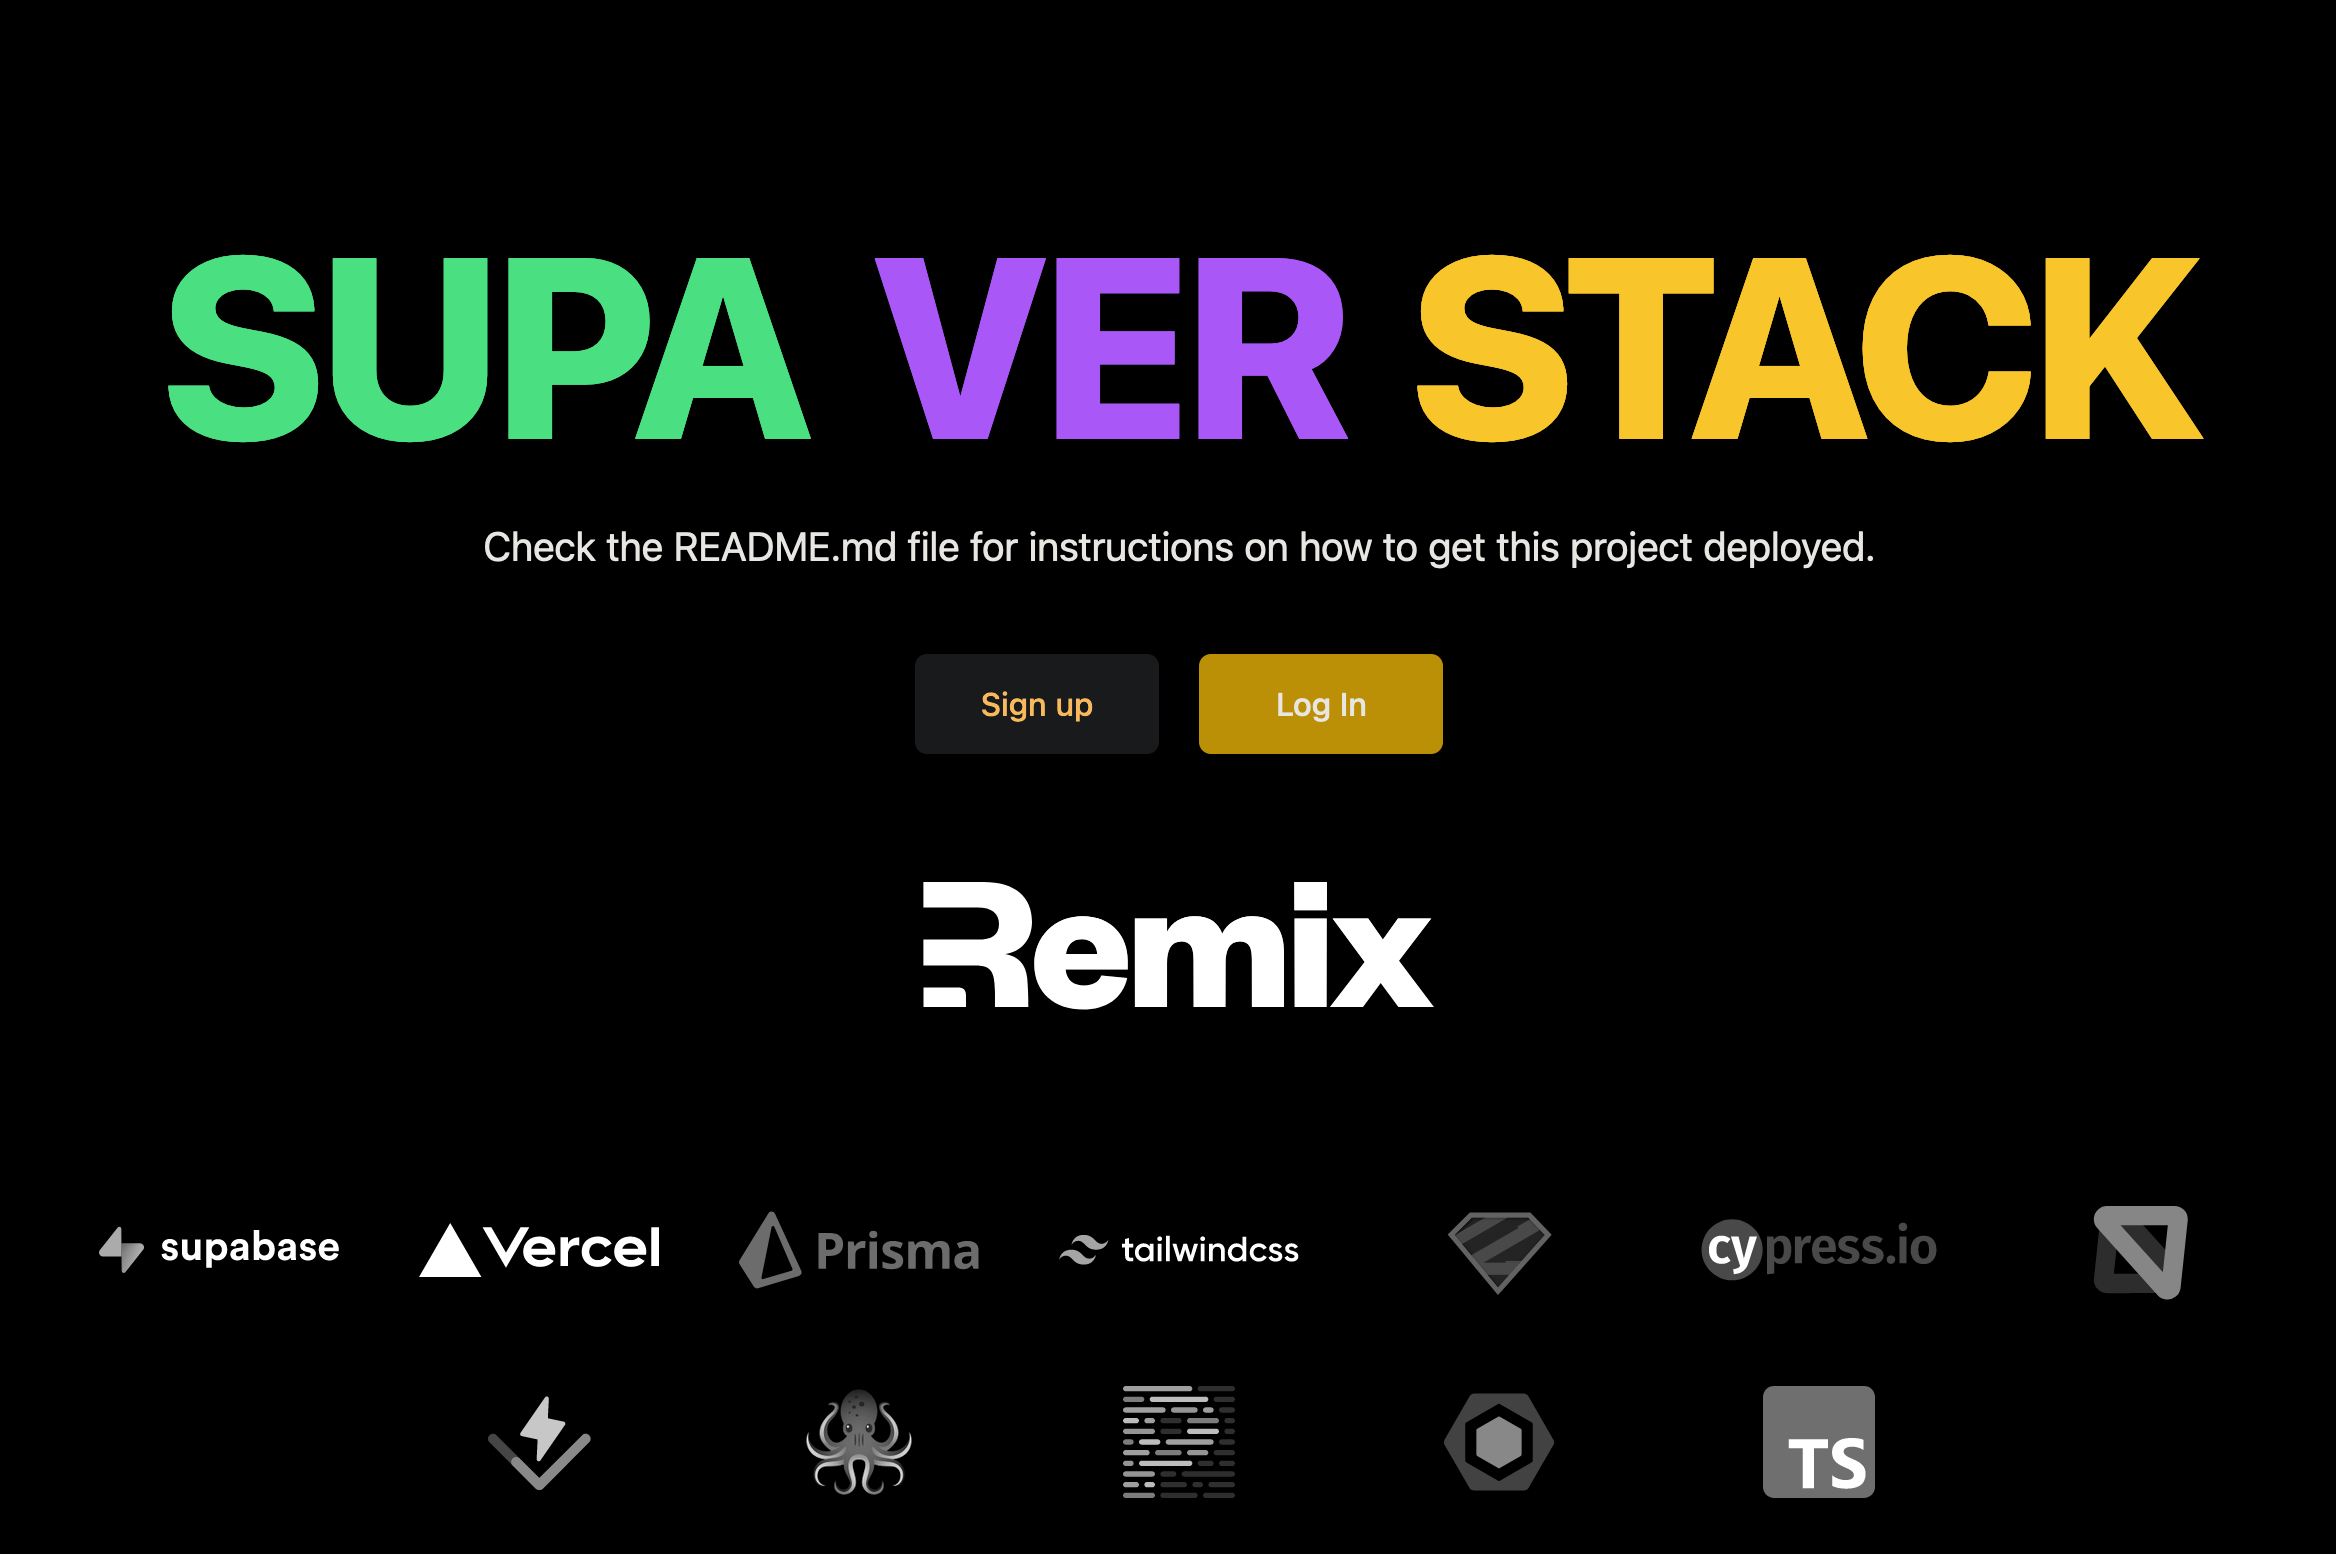 SUPA VER STACK
Check the README.md file for instructions on how to get this project deployed.
Sign up Log In
Remix
supabase Vercel Prisma tailwindcss cypress.io
TS